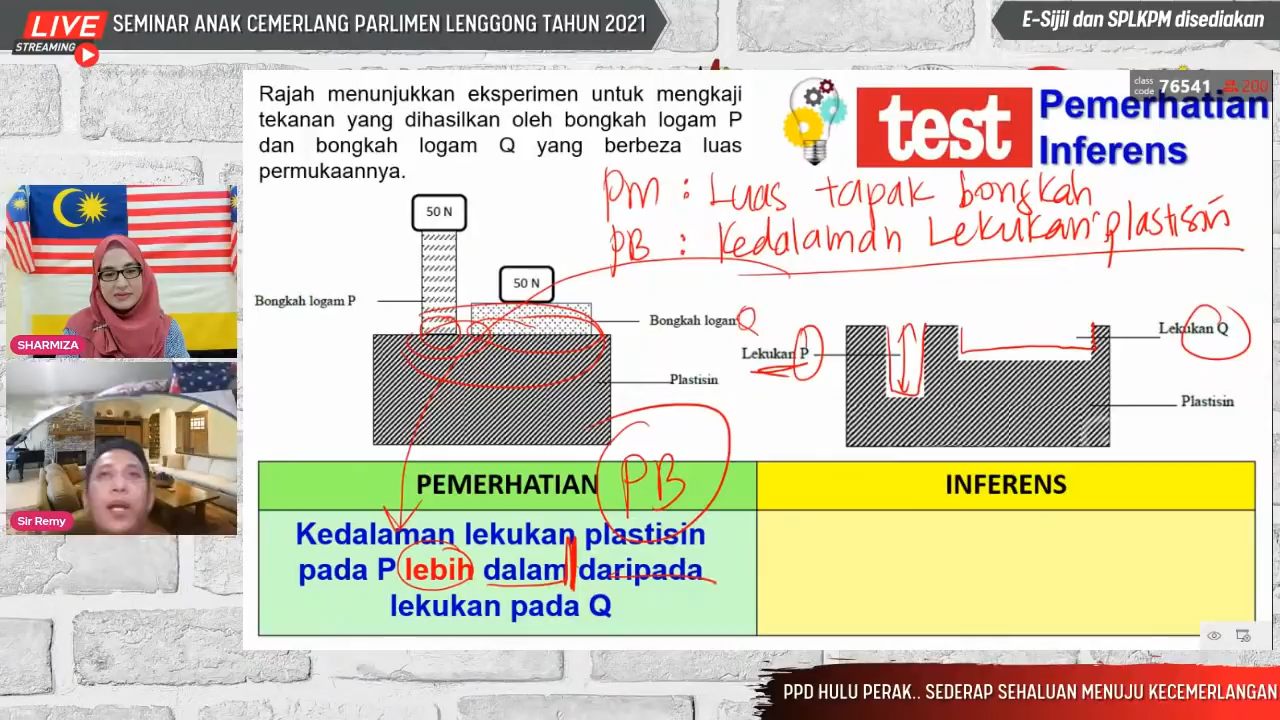 LIVE
STREAMING
SEMINAR ANAK CEMERLANG PARLIMEN LENGGONG TAHUN 2021
E-Sijil dan SPLKPM disediakan
class code 76541 200
Rajah menunjukkan eksperimen untuk mengkaji
tekanan yang dihasilkan oleh bongkah logam P
dan bongkah logam Q yang berbeza luas
permukaannya.
test
Pemerhatian
Inferens
PM : Luas tapak bongkah
PB : Kedalaman Lekukan plastisin
50 N
50 N
Bongkah logam P
Bongkah logam Q
Plastisin
Lekukan P
Lekukan Q
Plastisin
SHARMIZA
Sir Remy
PEMERHATIAN
PB
INFERENS
Kedalaman lekukan plastisin
pada P lebih dalam daripada
lekukan pada Q
PPD HULU PERAK.. SEDERAP SEHALUAN MENUJU KECEMERLANGAN